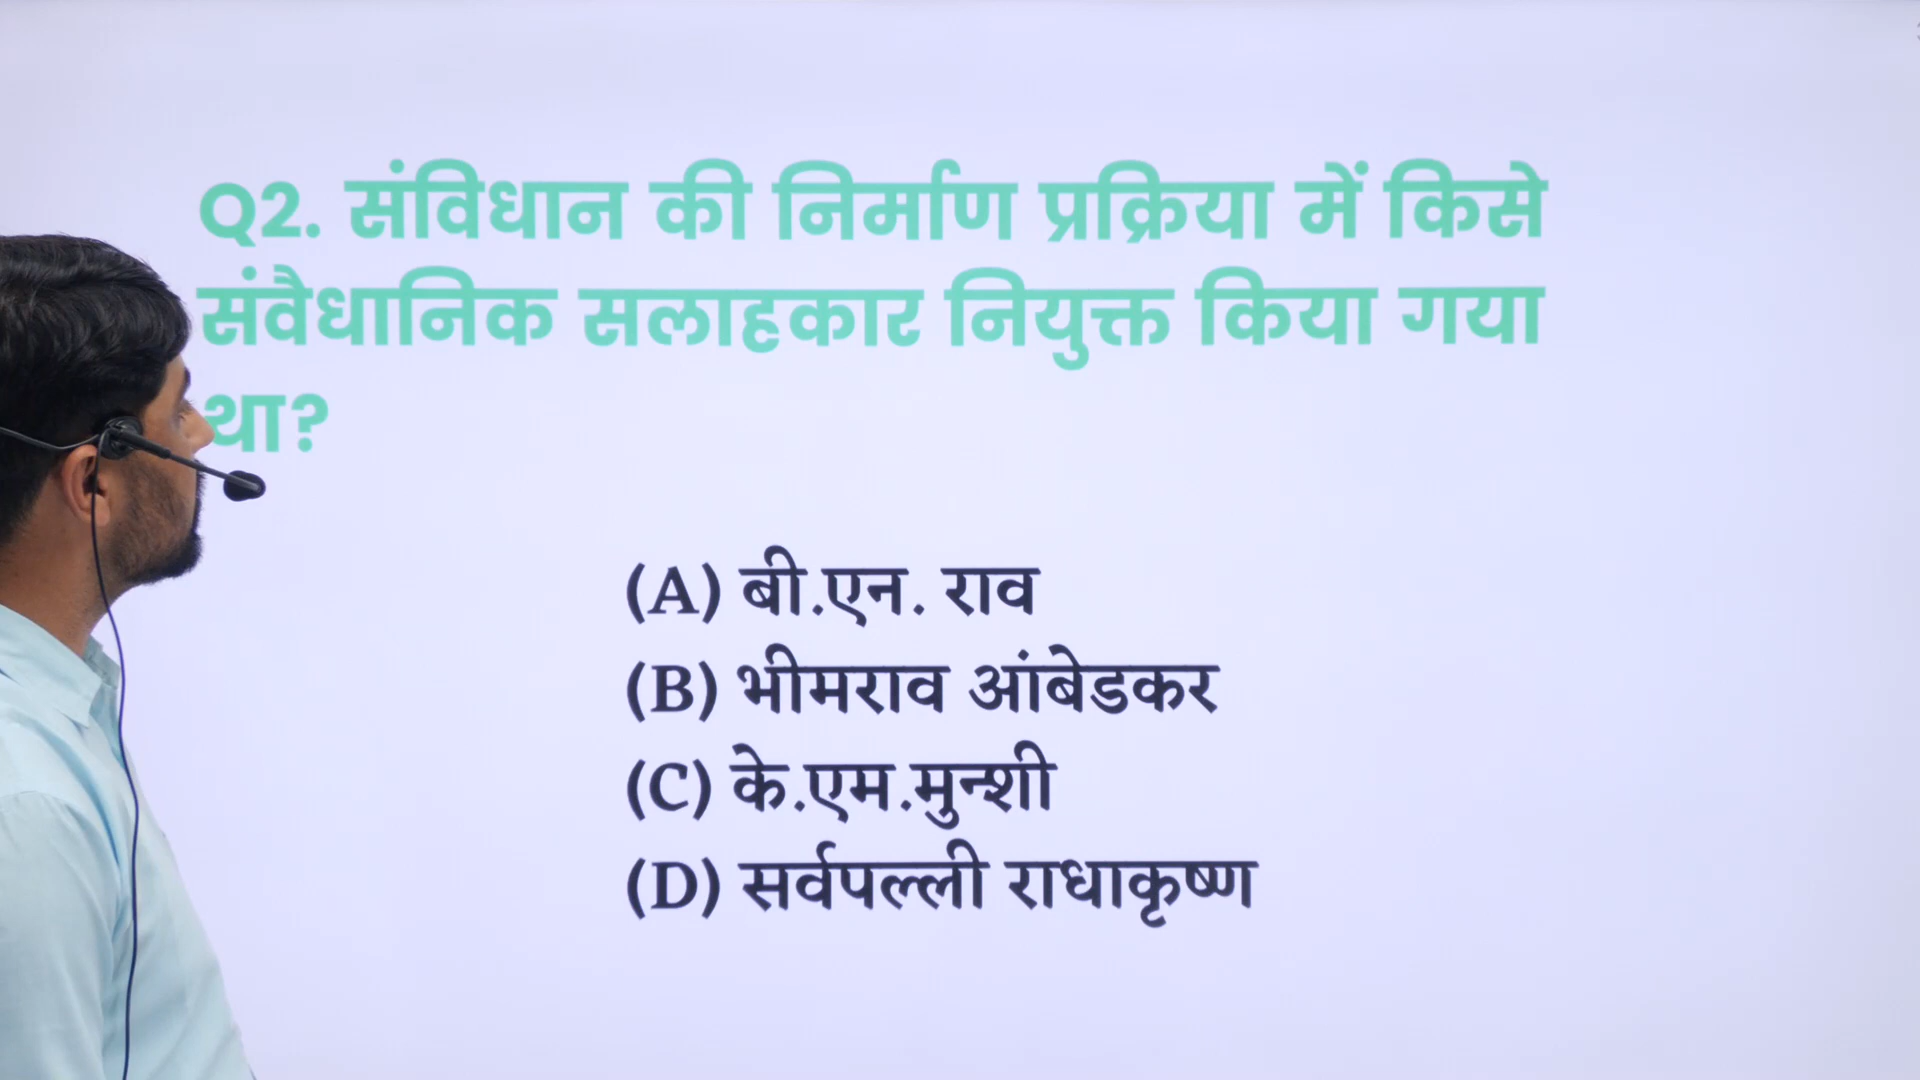 Q2. संविधान की निर्माण प्रक्रिया में किसे
संवैधानिक सलाहकार नियुक्त किया गया
था?
(A) बी.एन. राव
(B) भीमराव आंबेडकर
(C) के.एम.मुन्शी
(D) सर्वपल्ली राधाकृष्ण